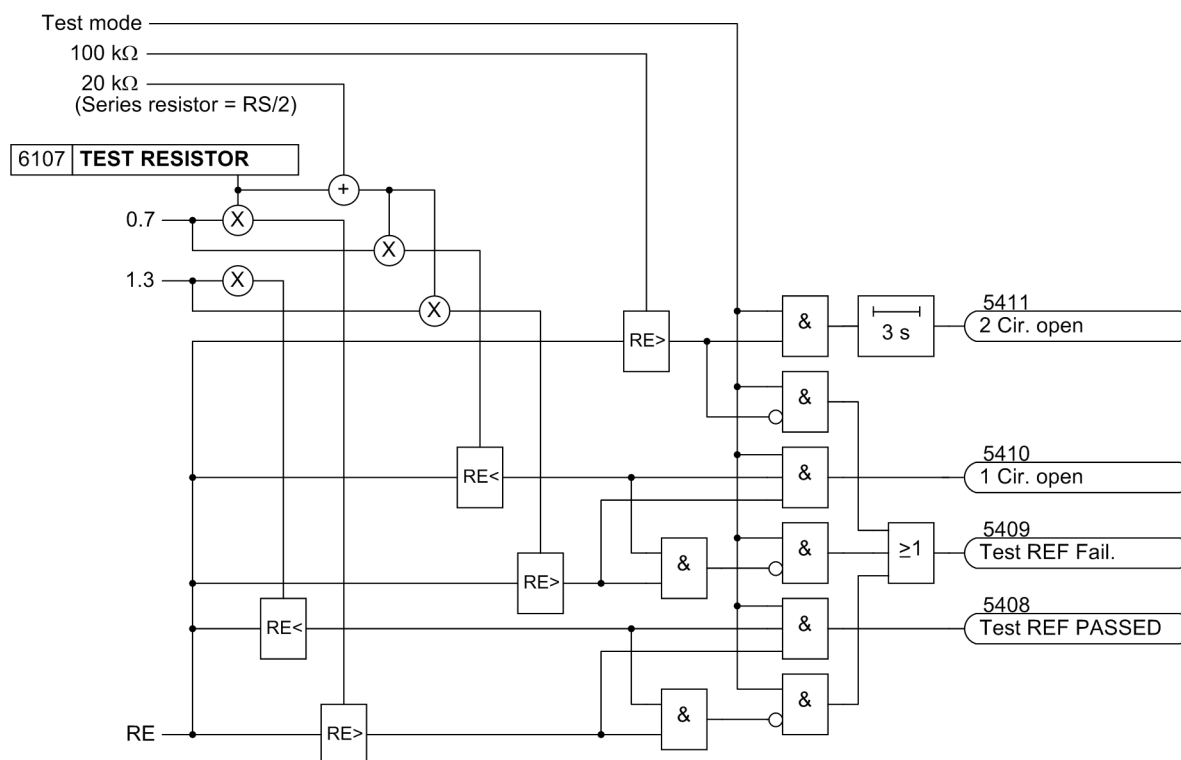 Test mode
100 kΩ
20 kΩ
(Series resistor = RS/2)
6107 TEST RESISTOR
+
0.7
X
X
1.3
X
X
RE>
&
3 s
5411
2 Cir. open
&
RE<
&
5410
1 Cir. open
RE>
&
&
≥1
5409
Test REF Fail.
RE<
&
5408
Test REF PASSED
RE
RE>
&
&